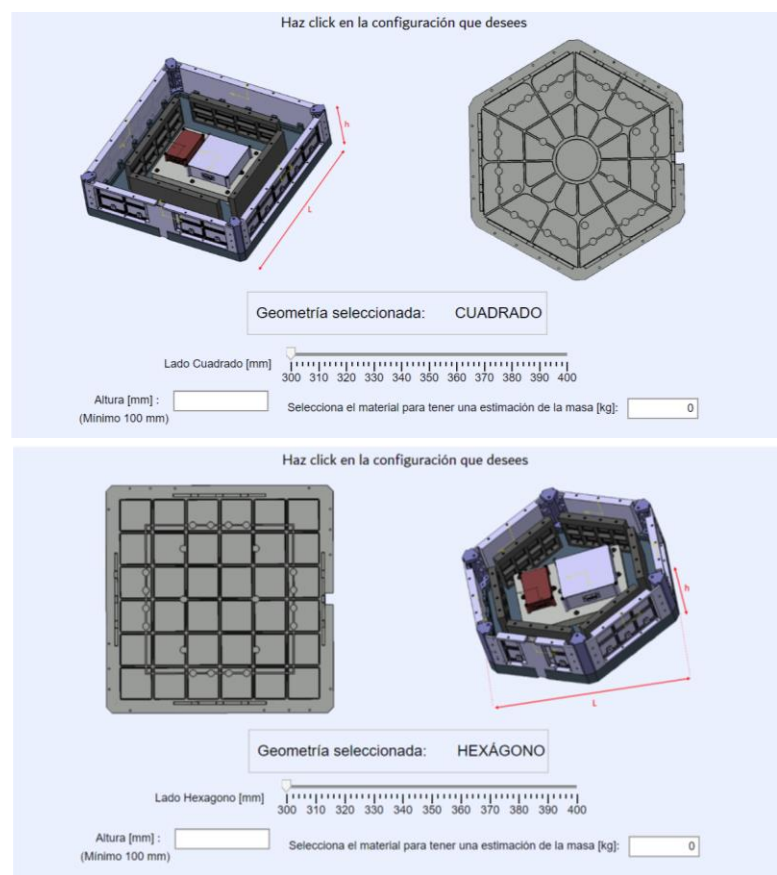 Haz click en la configuración que desees
h
L
Geometría seleccionada: CUADRADO
Lado Cuadrado [mm]
300 310 320 330 340 350 360 370 380 390 400
Altura [mm] :
(Mínimo 100 mm)
Selecciona el material para tener una estimación de la masa [kg]: 0
Haz click en la configuración que desees
h
L
Geometría seleccionada: HEXÁGONO
Lado Hexagono [mm]
300 310 320 330 340 350 360 370 380 390 400
Altura [mm] :
(Mínimo 100 mm)
Selecciona el material para tener una estimación de la masa [kg]: 0